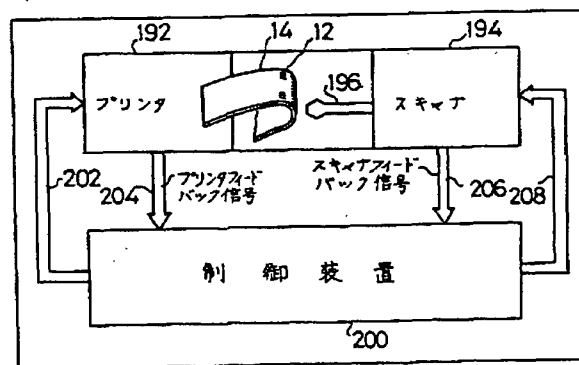 192
14
12
194
プリンタ
196
スキャナ
202
204
プリンタフィード
バック信号
スキャナフィード
バック信号
206
208
制御装置
200